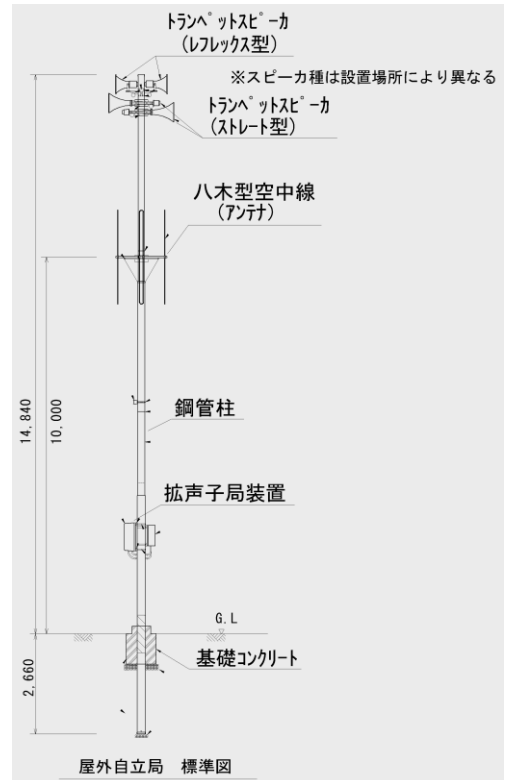 トランペットスピーカ
(レフレックス型)
※スピーカ種は設置場所により異なる
トランペットスピーカ
(ストレート型)
八木型空中線
(アンテナ)
14,840
10,000
鋼管柱
拡声子局装置
G.L
2,660
基礎コンクリート
屋外自立局 標準図